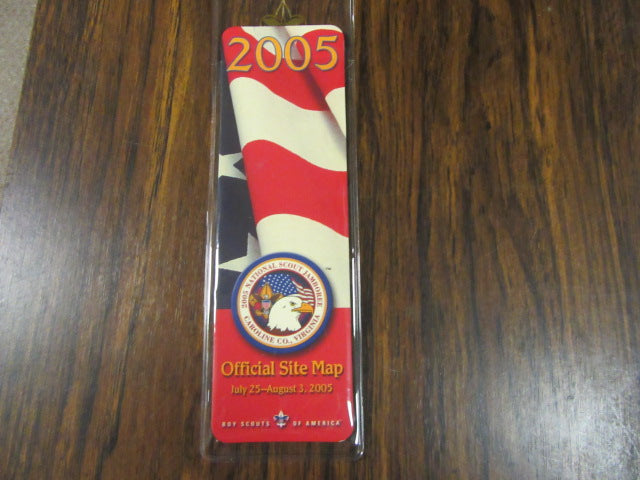 2005
2005 NATIONAL SCOUT JAMBOREE
CAROLINE CO., VIRGINIA
™
Official Site Map
July 25–August 3, 2005
BOY SCOUTS OF AMERICA